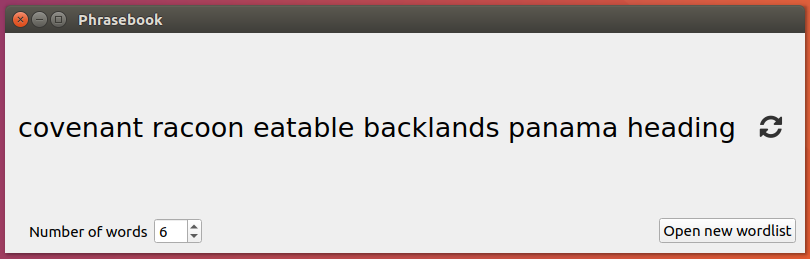 Phrasebook
covenant racoon eatable backlands panama heading
Number of words 6
Open new wordlist